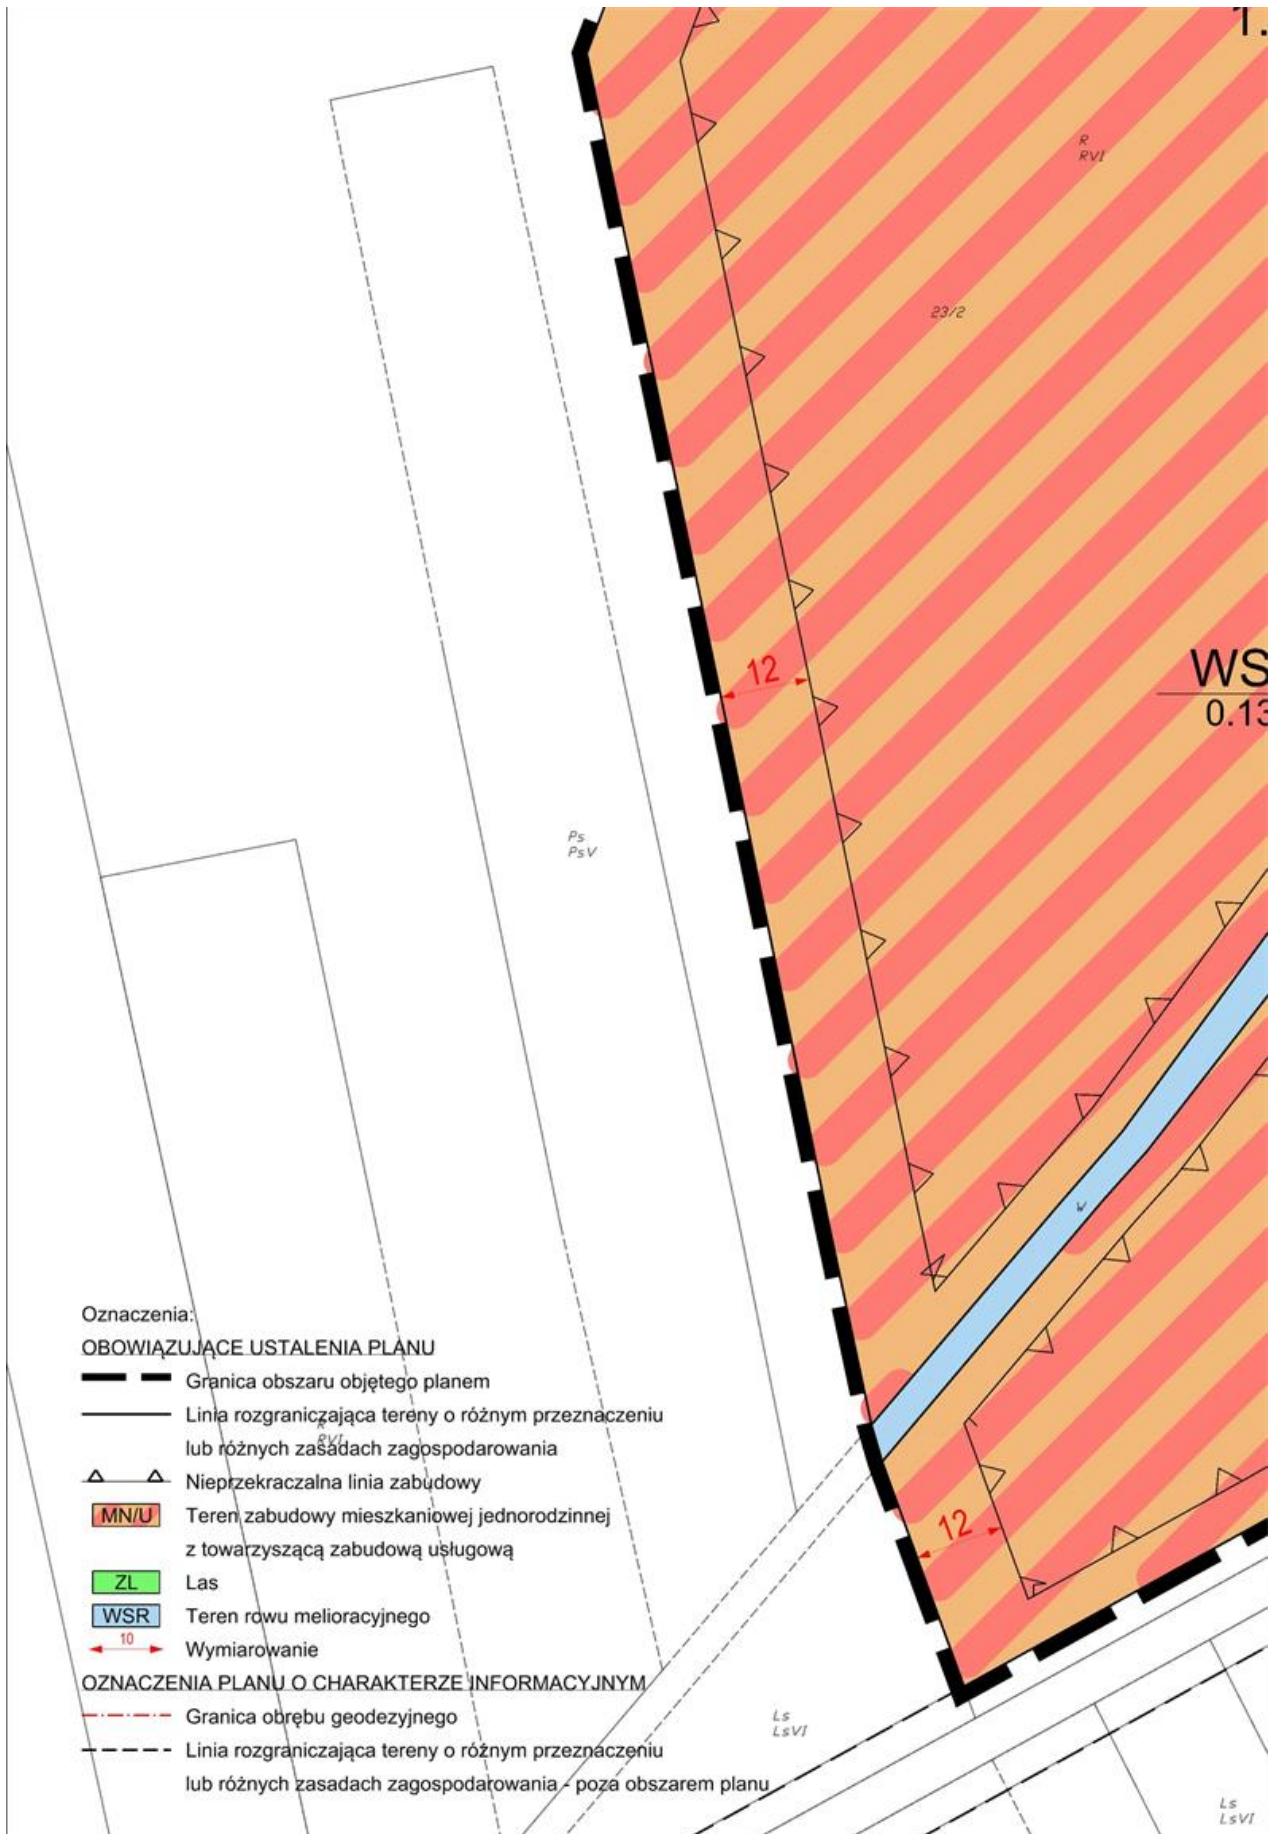 1.
R
RVI
23/2
12
WS
0.13
Ps
PsV
W
12
Oznaczenia:
OBOWIĄZUJĄCE USTALENIA PLANU
Granica obszaru objętego planem
Linia rozgraniczająca tereny o różnym przeznaczeniu
R
RVI
lub różnych zasadach zagospodarowania
Nieprzekraczalna linia zabudowy
MN/U Teren zabudowy mieszkaniowej jednorodzinnej
z towarzyszącą zabudową usługową
ZL Las
WSR Teren rowu melioracyjnego
10 Wymiarowanie
OZNACZENIA PLANU O CHARAKTERZE INFORMACYJNYM
Granica obrębu geodezyjnego
Linia rozgraniczająca tereny o różnym przeznaczeniu
lub różnych zasadach zagospodarowania - poza obszarem planu
Ls
LsVI
Ls
LsVI